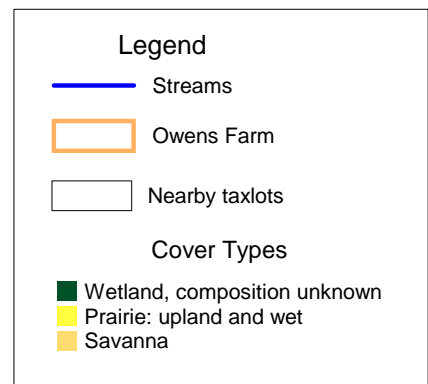 Legend
Streams
Owens Farm
Nearby taxlots
Cover Types
Wetland, composition unknown
Prairie: upland and wet
Savanna